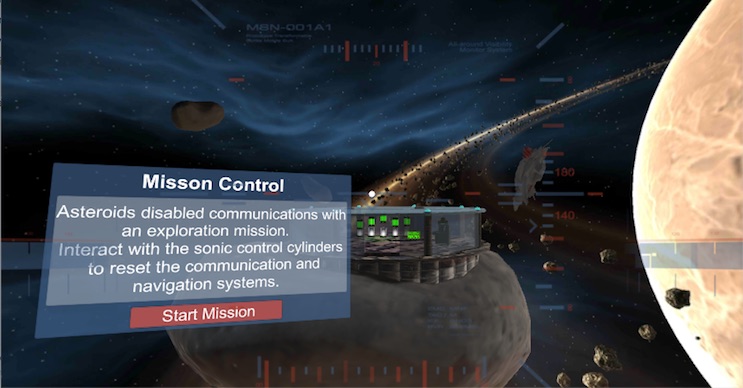 MSN-001A1
Misson Control
Asteroids disabled communications with
an exploration mission.
Interact with the sonic control cylinders
to reset the communication and
navigation systems.
Start Mission
180
140